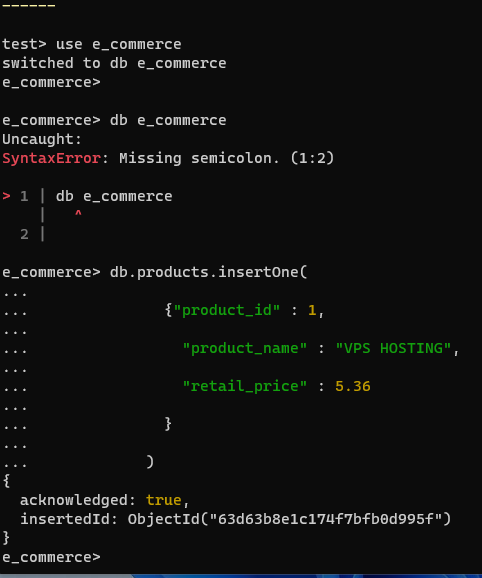 ------
test> use e_commerce
switched to db e_commerce
e_commerce>
e_commerce> db e_commerce
Uncaught:
SyntaxError: Missing semicolon. (1:2)
> 1 | db e_commerce
    |   ^
  2 |
e_commerce> db.products.insertOne(
...
...               {"product_id" : 1,
...
...                 "product_name" : "VPS HOSTING",
...
...                 "retail_price" : 5.36
...
...               }
...
...             )
{
  acknowledged: true,
  insertedId: ObjectId("63d63b8e1c174f7bfb0d995f")
}
e_commerce>